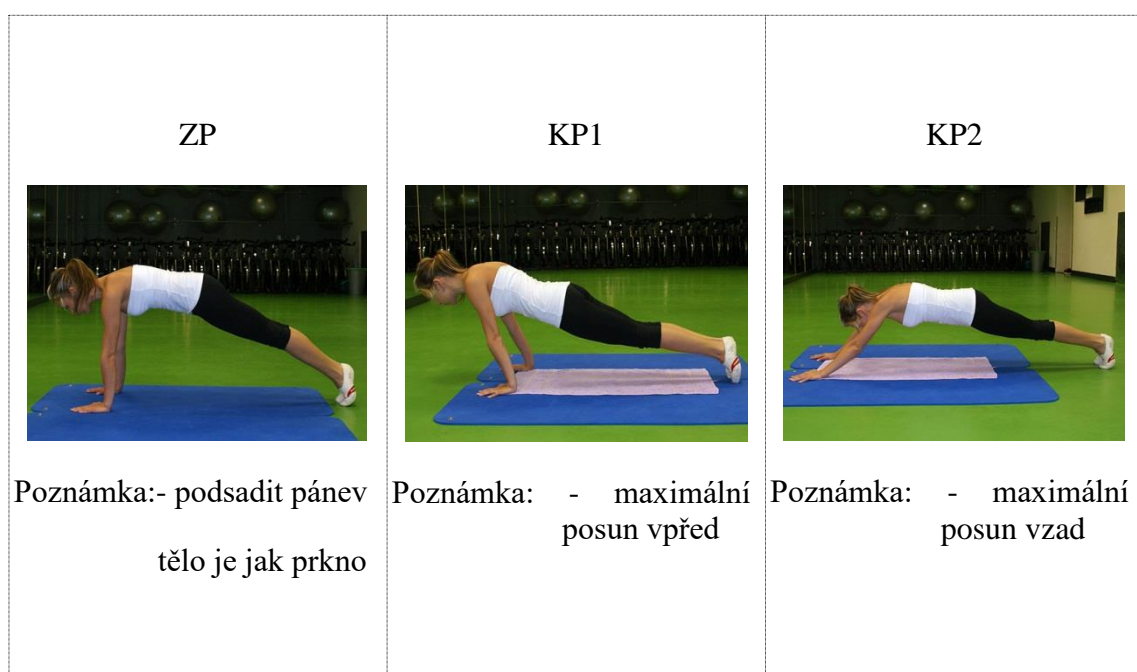 ZP
Poznámka:- podsadit pánev
tělo je jak prkno
KP1
Poznámka: - maximální
posun vpřed
KP2
Poznámka: - maximální
posun vzad